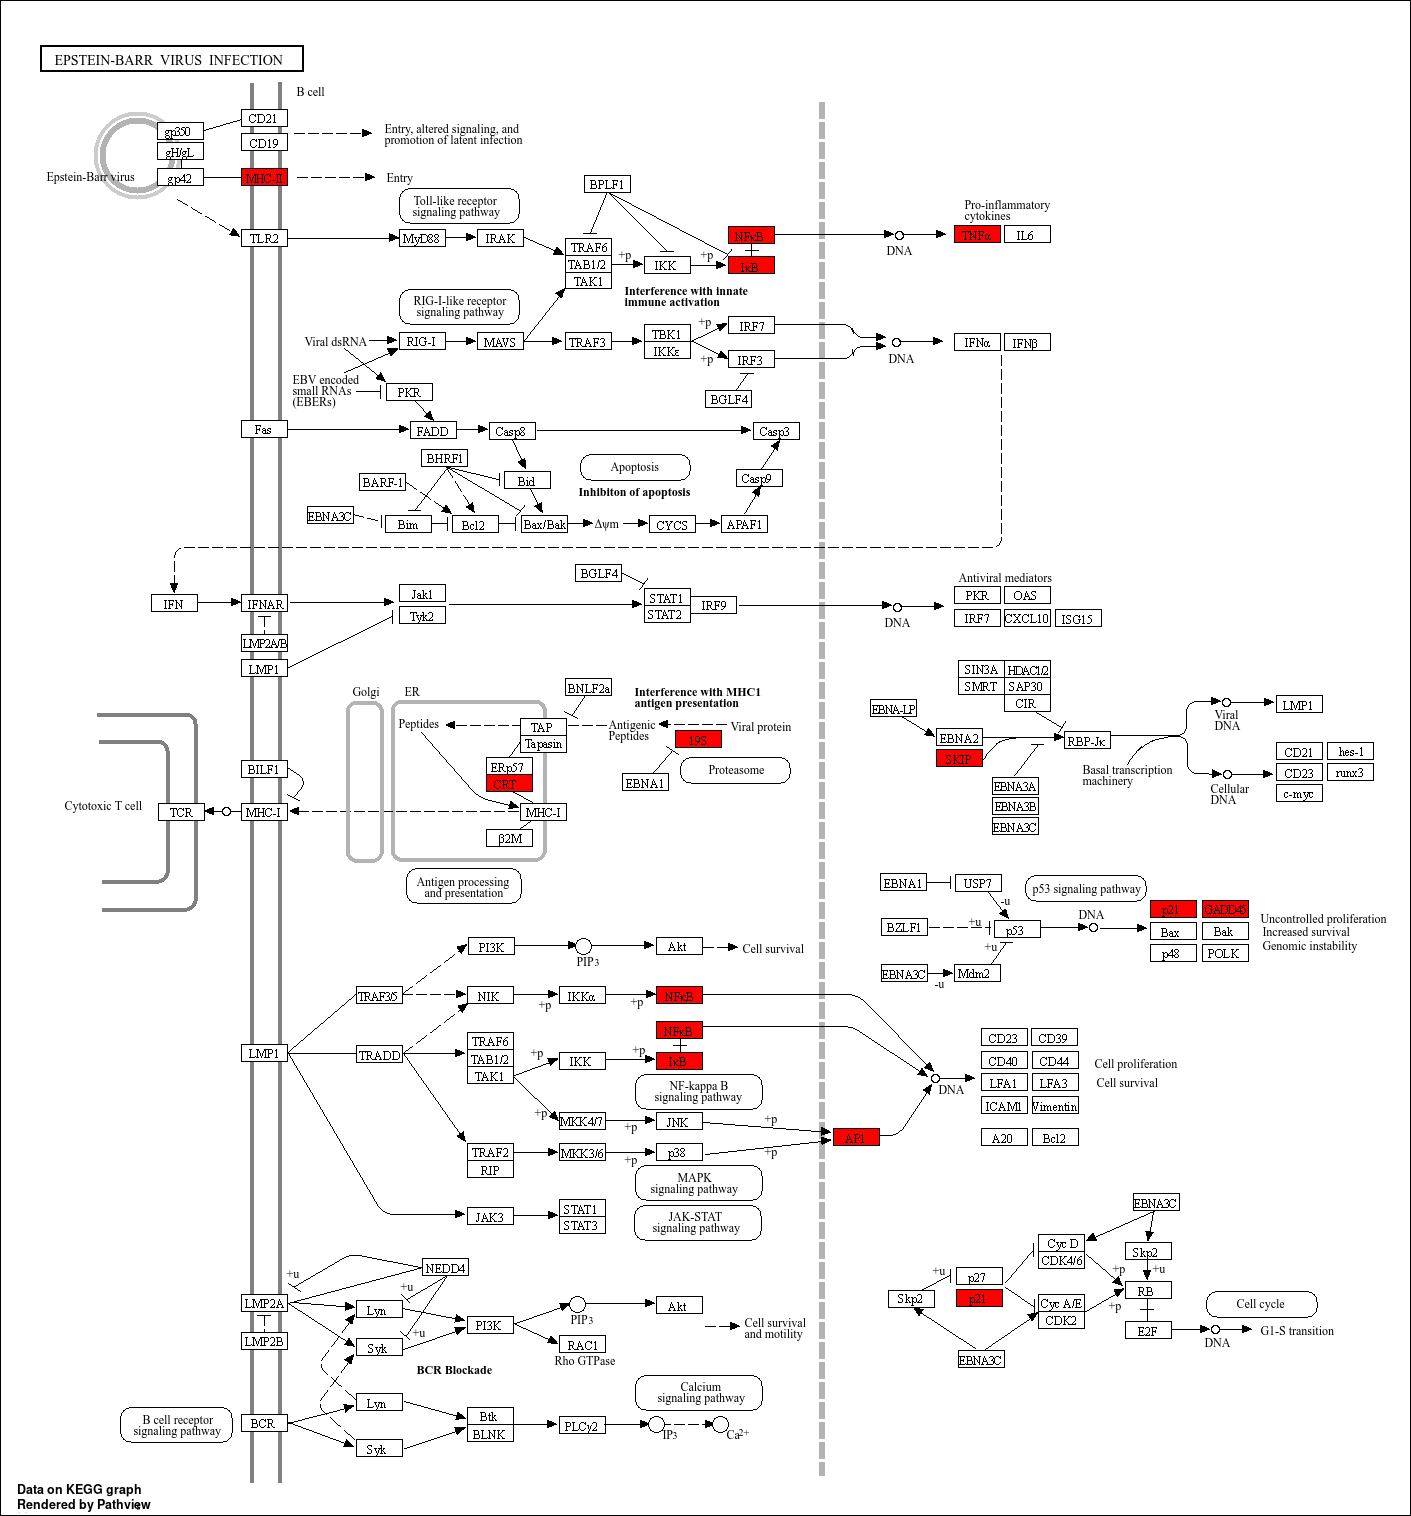 EPSTEIN-BARR VIRUS INFECTION
B cell
gp350
CD21
gH/gL
CD19
Entry, altered signaling, and
promotion of latent infection
Epstein-Barr virus
gp42
MHC-II
Entry
Toll-like receptor
signaling pathway
BPLF1
TLR2
MyD88
IRAK
TRAF6
TAB1/2
TAK1
+p
IKK
+p
NFκB
IκB
DNA
Pro-inflammatory
cytokines
TNFα
IL6
Interference with innate
immune activation
RIG-I-like receptor
signaling pathway
Viral dsRNA
RIG-I
MAVS
TRAF3
TBK1
IKKε
+p
+p
IRF7
IRF3
DNA
IFNα
IFNβ
EBV encoded
small RNAs
(EBERs)
PKR
BGLF4
Fas
FADD
Casp8
Casp3
BHRF1
Apoptosis
BARF-1
Bid
Casp9
Inhibiton of apoptosis
EBNA3C
Bim
Bcl2
Bax/Bak
Δψm
CYCS
APAF1
IFN
IFNAR
Jak1
Tyk2
BGLF4
STAT1
STAT2
IRF9
DNA
Antiviral mediators
PKR
OAS
IRF7
CXCL10
ISG15
LMP2A/B
LMP1
Golgi
ER
BNLF2a
Interference with MHC1
antigen presentation
Peptides
TAP
Tapasin
Antigenic
Peptides
Viral protein
19S
ERp57
CRT
EBNA1
Proteasome
BILF1
Cytotoxic T cell
TCR
MHC-I
MHC-I
β2M
Antigen processing
and presentation
SIN3A
HDAC1/2
SMRT
SAP30
CIR
EBNA-LP
EBNA2
SKIP
RBP-Jκ
Viral
DNA
LMP1
Basal transcription
machinery
EBNA3A
EBNA3B
EBNA3C
Cellular
DNA
CD21
hes-1
CD23
runx3
c-myc
EBNA1
USP7
p53 signaling pathway
-u
BZLF1
+u
p53
+u
EBNA3C
-u
Mdm2
DNA
p21
GADD45
Bax
Bak
p48
POLK
Uncontrolled proliferation
Increased survival
Genomic instability
PI3K
PIP3
Akt
Cell survival
TRAF3/5
NIK
+p
IKKα
+p
NFκB
LMP1
TRADD
TRAF6
TAB1/2
TAK1
+p
IKK
+p
NFκB
IκB
NF-kappa B
signaling pathway
+p
MKK4/7
+p
JNK
+p
TRAF2
RIP
MKK3/6
+p
p38
+p
AP1
MAPK
signaling pathway
DNA
CD23
CD39
CD40
CD44
LFA1
LFA3
ICAM1
Vimentin
A20
Bcl2
Cell proliferation
Cell survival
JAK3
STAT1
STAT3
JAK-STAT
signaling pathway
+u
NEDD4
+u
LMP2A
Lyn
+u
LMP2B
Syk
PI3K
PIP3
Akt
RAC1
Rho GTPase
Cell survival
and motility
BCR Blockade
B cell receptor
signaling pathway
BCR
Lyn
Syk
Btk
BLNK
PLCγ2
IP3
Ca2+
Calcium
signaling pathway
EBNA3C
Cyc D
CDK4/6
Skp2
+u
+p
+u
p27
p21
Skp2
Cyc A/E
CDK2
+p
RB
E2F
EBNA3C
DNA
Cell cycle
G1-S transition
Data on KEGG graph
Rendered by Pathview